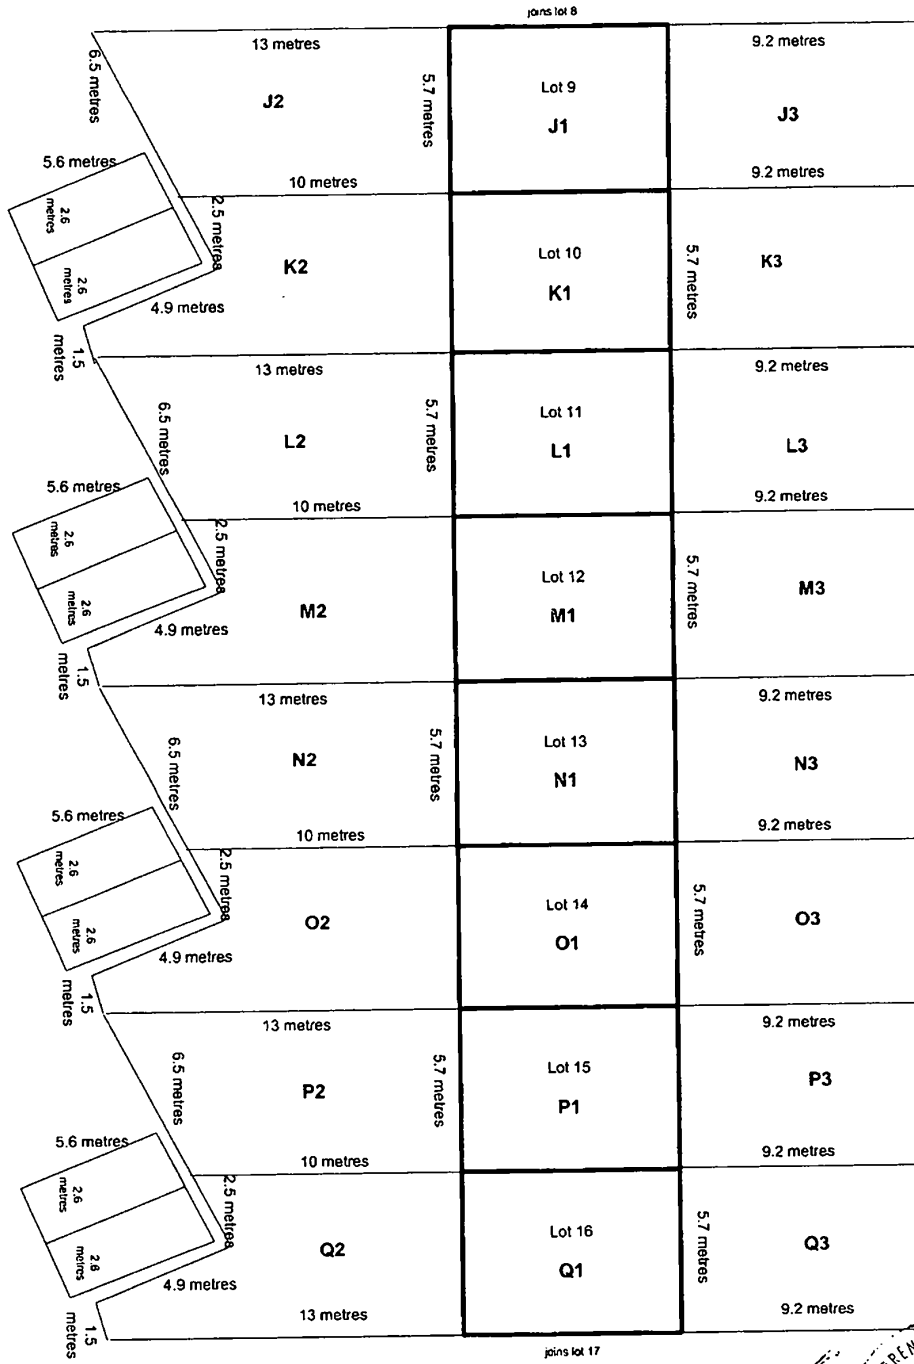 joins lot 8
13 metres
9.2 metres
6.5 metres
5.7 metres
Lot 9
J2
J1
J3
5.6 metres
10 metres
9.2 metres
2.6 metres
2.5 metres
2.6 metres
K2
Lot 10
K1
5.7 metres
K3
4.9 metres
1.5 metres
13 metres
9.2 metres
6.5 metres
5.7 metres
Lot 11
L2
L1
L3
5.6 metres
10 metres
9.2 metres
2.6 metres
2.5 metres
2.6 metres
M2
Lot 12
M1
5.7 metres
M3
4.9 metres
1.5 metres
13 metres
9.2 metres
6.5 metres
5.7 metres
Lot 13
N2
N1
N3
5.6 metres
10 metres
9.2 metres
2.6 metres
2.5 metres
2.6 metres
O2
Lot 14
O1
5.7 metres
O3
4.9 metres
1.5 metres
13 metres
9.2 metres
6.5 metres
5.7 metres
Lot 15
P2
P1
P3
5.6 metres
10 metres
9.2 metres
2.6 metres
2.5 metres
2.6 metres
Q2
Lot 16
Q1
5.7 metres
Q3
4.9 metres
1.5 metres
13 metres
9.2 metres
joins lot 17